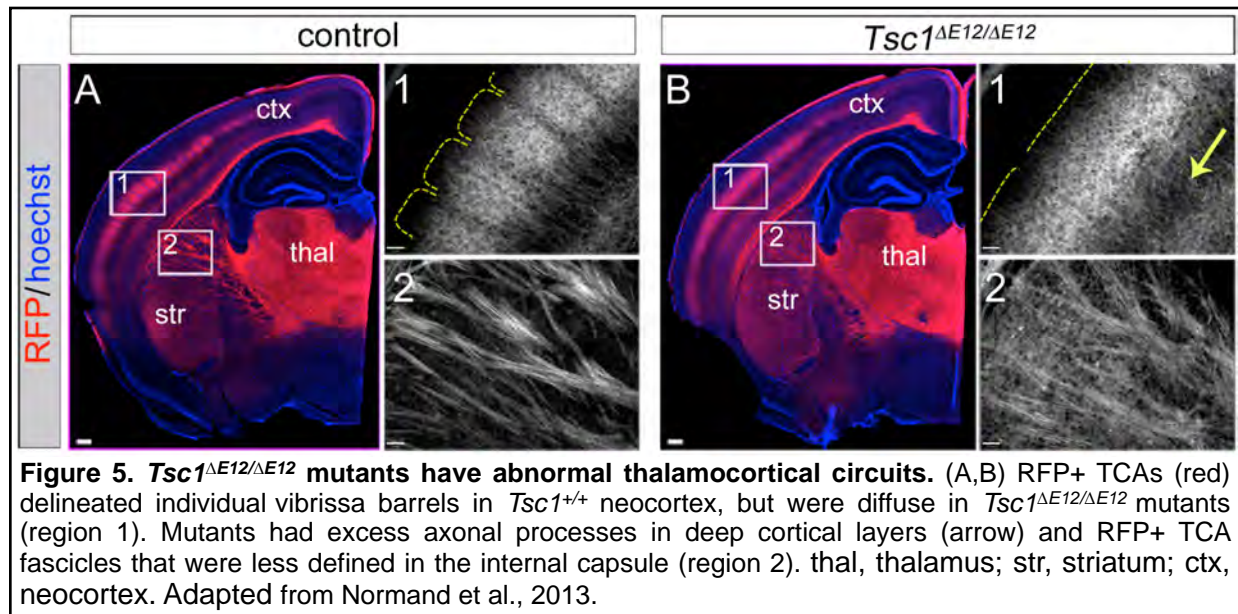 control
Tsc1ΔE12/ΔE12
RFP/hoechst
A
ctx
1
2
thal
str
1
2
B
ctx
1
2
thal
str
1
2
Figure 5. Tsc1ΔE12/ΔE12 mutants have abnormal thalamocortical circuits. (A,B) RFP+ TCAs (red)
delineated individual vibrissa barrels in Tsc1+/+ neocortex, but were diffuse in Tsc1ΔE12/ΔE12 mutants
(region 1). Mutants had excess axonal processes in deep cortical layers (arrow) and RFP+ TCA
fascicles that were less defined in the internal capsule (region 2). thal, thalamus; str, striatum; ctx,
neocortex. Adapted from Normand et al., 2013.